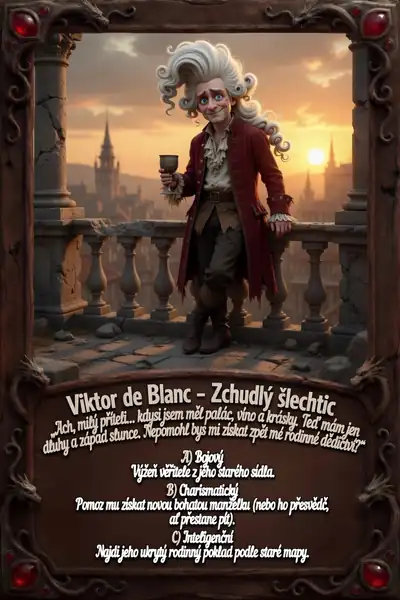 Viktor de Blanc – Zchudlý šlechtic
„Ach, milý příteli... kdysi jsem měl palác, víno a krásky. Teď mám jen
dluhy a západ slunce. Nepomohl bys mi získat zpět mé rodinné dědictví?“
A) Bojový
Vyžeň věřitele z jeho starého sídla.
B) Charismatický
Pomoz mu získat novou bohatou manželku (nebo ho přesvědč,
ať přestane pít).
C) Inteligenční
Najdi jeho ukrytý rodinný poklad podle staré mapy.